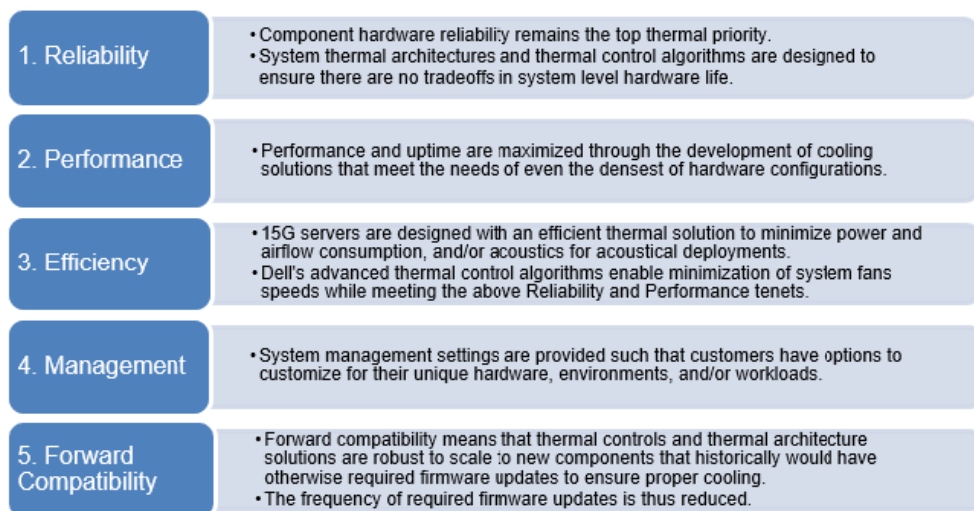 1. Reliability
• Component hardware reliability remains the top thermal priority.
• System thermal architectures and thermal control algorithms are designed to
ensure there are no tradeoffs in system level hardware life.
2. Performance
• Performance and uptime are maximized through the development of cooling
solutions that meet the needs of even the densest of hardware configurations.
3. Efficiency
• 15G servers are designed with an efficient thermal solution to minimize power and
airflow consumption, and/or acoustics for acoustical deployments.
• Dell's advanced thermal control algorithms enable minimization of system fans
speeds while meeting the above Reliability and Performance tenets.
4. Management
• System management settings are provided such that customers have options to
customize for their unique hardware, environments, and/or workloads.
5. Forward
Compatibility
• Forward compatibility means that thermal controls and thermal architecture
solutions are robust to scale to new components that historically would have
otherwise required firmware updates to ensure proper cooling.
• The frequency of required firmware updates is thus reduced.